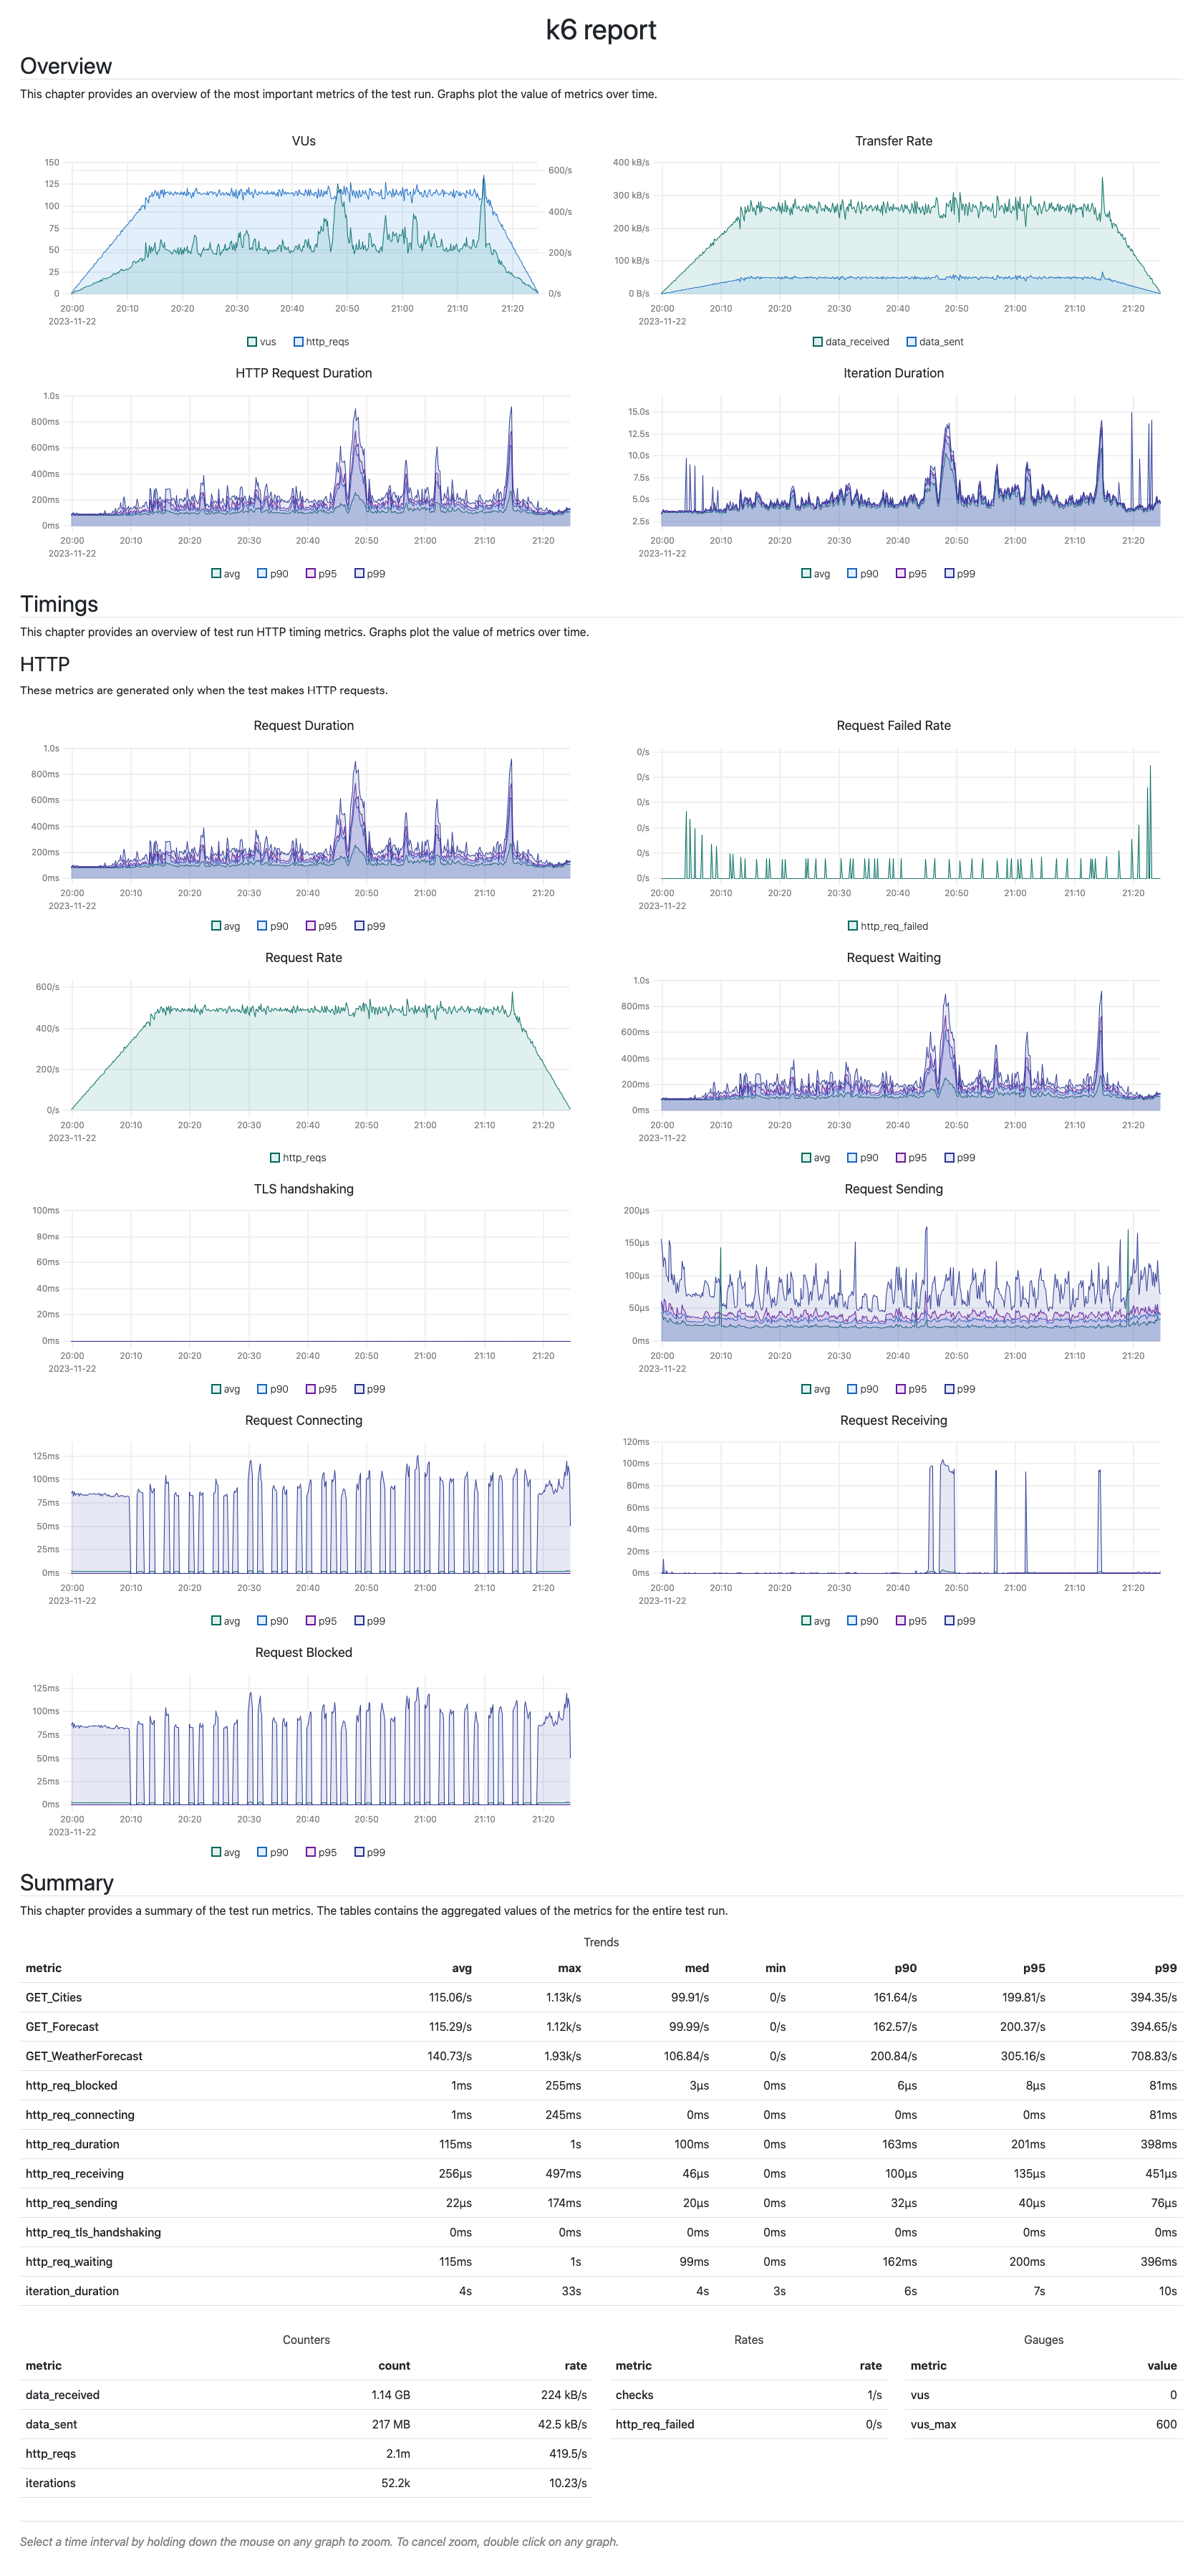 k6 report
Overview
This chapter provides an overview of the most important metrics of the test run. Graphs plot the value of metrics over time.
VUs
150
125
100
75
50
25
0
600/s
400/s
200/s
0/s
20:00 20:10 20:20 20:30 20:40 20:50 21:00 21:10 21:20
2023-11-22
vus http_reqs
Transfer Rate
400 kB/s
300 kB/s
200 kB/s
100 kB/s
0 B/s
20:00 20:10 20:20 20:30 20:40 20:50 21:00 21:10 21:20
2023-11-22
data_received data_sent
HTTP Request Duration
1.0s
800ms
600ms
400ms
200ms
0ms
20:00 20:10 20:20 20:30 20:40 20:50 21:00 21:10 21:20
2023-11-22
avg p90 p95 p99
Iteration Duration
15.0s
12.5s
10.0s
7.5s
5.0s
2.5s
20:00 20:10 20:20 20:30 20:40 20:50 21:00 21:10 21:20
2023-11-22
avg p90 p95 p99
Timings
This chapter provides an overview of test run HTTP timing metrics. Graphs plot the value of metrics over time.
HTTP
These metrics are generated only when the test makes HTTP requests.
Request Duration
1.0s
800ms
600ms
400ms
200ms
0ms
20:00 20:10 20:20 20:30 20:40 20:50 21:00 21:10 21:20
2023-11-22
avg p90 p95 p99
Request Failed Rate
0/s
0/s
0/s
0/s
0/s
0/s
20:00 20:10 20:20 20:30 20:40 20:50 21:00 21:10 21:20
2023-11-22
http_req_failed
Request Rate
600/s
400/s
200/s
0/s
20:00 20:10 20:20 20:30 20:40 20:50 21:00 21:10 21:20
2023-11-22
http_reqs
Request Waiting
1.0s
800ms
600ms
400ms
200ms
0ms
20:00 20:10 20:20 20:30 20:40 20:50 21:00 21:10 21:20
2023-11-22
avg p90 p95 p99
TLS handshaking
100ms
80ms
60ms
40ms
20ms
0ms
20:00 20:10 20:20 20:30 20:40 20:50 21:00 21:10 21:20
2023-11-22
avg p90 p95 p99
Request Sending
200µs
150µs
100µs
50µs
0ms
20:00 20:10 20:20 20:30 20:40 20:50 21:00 21:10 21:20
2023-11-22
avg p90 p95 p99
Request Connecting
125ms
100ms
75ms
50ms
25ms
0ms
20:00 20:10 20:20 20:30 20:40 20:50 21:00 21:10 21:20
2023-11-22
avg p90 p95 p99
Request Receiving
120ms
100ms
80ms
60ms
40ms
20ms
0ms
20:00 20:10 20:20 20:30 20:40 20:50 21:00 21:10 21:20
2023-11-22
avg p90 p95 p99
Request Blocked
125ms
100ms
75ms
50ms
25ms
0ms
20:00 20:10 20:20 20:30 20:40 20:50 21:00 21:10 21:20
2023-11-22
avg p90 p95 p99
Summary
This chapter provides a summary of the test run metrics. The tables contains the aggregated values of the metrics for the entire test run.
Trends
metric avg max med min p90 p95 p99
GET_Cities 115.06/s 1.13k/s 99.91/s 0/s 161.64/s 199.81/s 394.35/s
GET_Forecast 115.29/s 1.12k/s 99.99/s 0/s 162.57/s 200.37/s 394.65/s
GET_WeatherForecast 140.73/s 1.93k/s 106.84/s 0/s 200.84/s 305.16/s 708.83/s
http_req_blocked 1ms 255ms 3µs 0ms 6µs 8µs 81ms
http_req_connecting 1ms 245ms 0ms 0ms 0ms 0ms 81ms
http_req_duration 115ms 1s 100ms 0ms 163ms 201ms 398ms
http_req_receiving 256µs 497ms 46µs 0ms 100µs 135µs 451µs
http_req_sending 22µs 174ms 20µs 0ms 32µs 40µs 76µs
http_req_tls_handshaking 0ms 0ms 0ms 0ms 0ms 0ms 0ms
http_req_waiting 115ms 1s 99ms 0ms 162ms 200ms 396ms
iteration_duration 4s 33s 4s 3s 6s 7s 10s
Counters
metric count rate
data_received 1.14 GB 224 kB/s
data_sent 217 MB 42.5 kB/s
http_reqs 2.1m 419.5/s
iterations 52.2k 10.23/s
Rates
metric rate
checks 1/s
http_req_failed 0/s
Gauges
metric value
vus 0
vus_max 600
Select a time interval by holding down the mouse on any graph to zoom. To cancel zoom, double click on any graph.